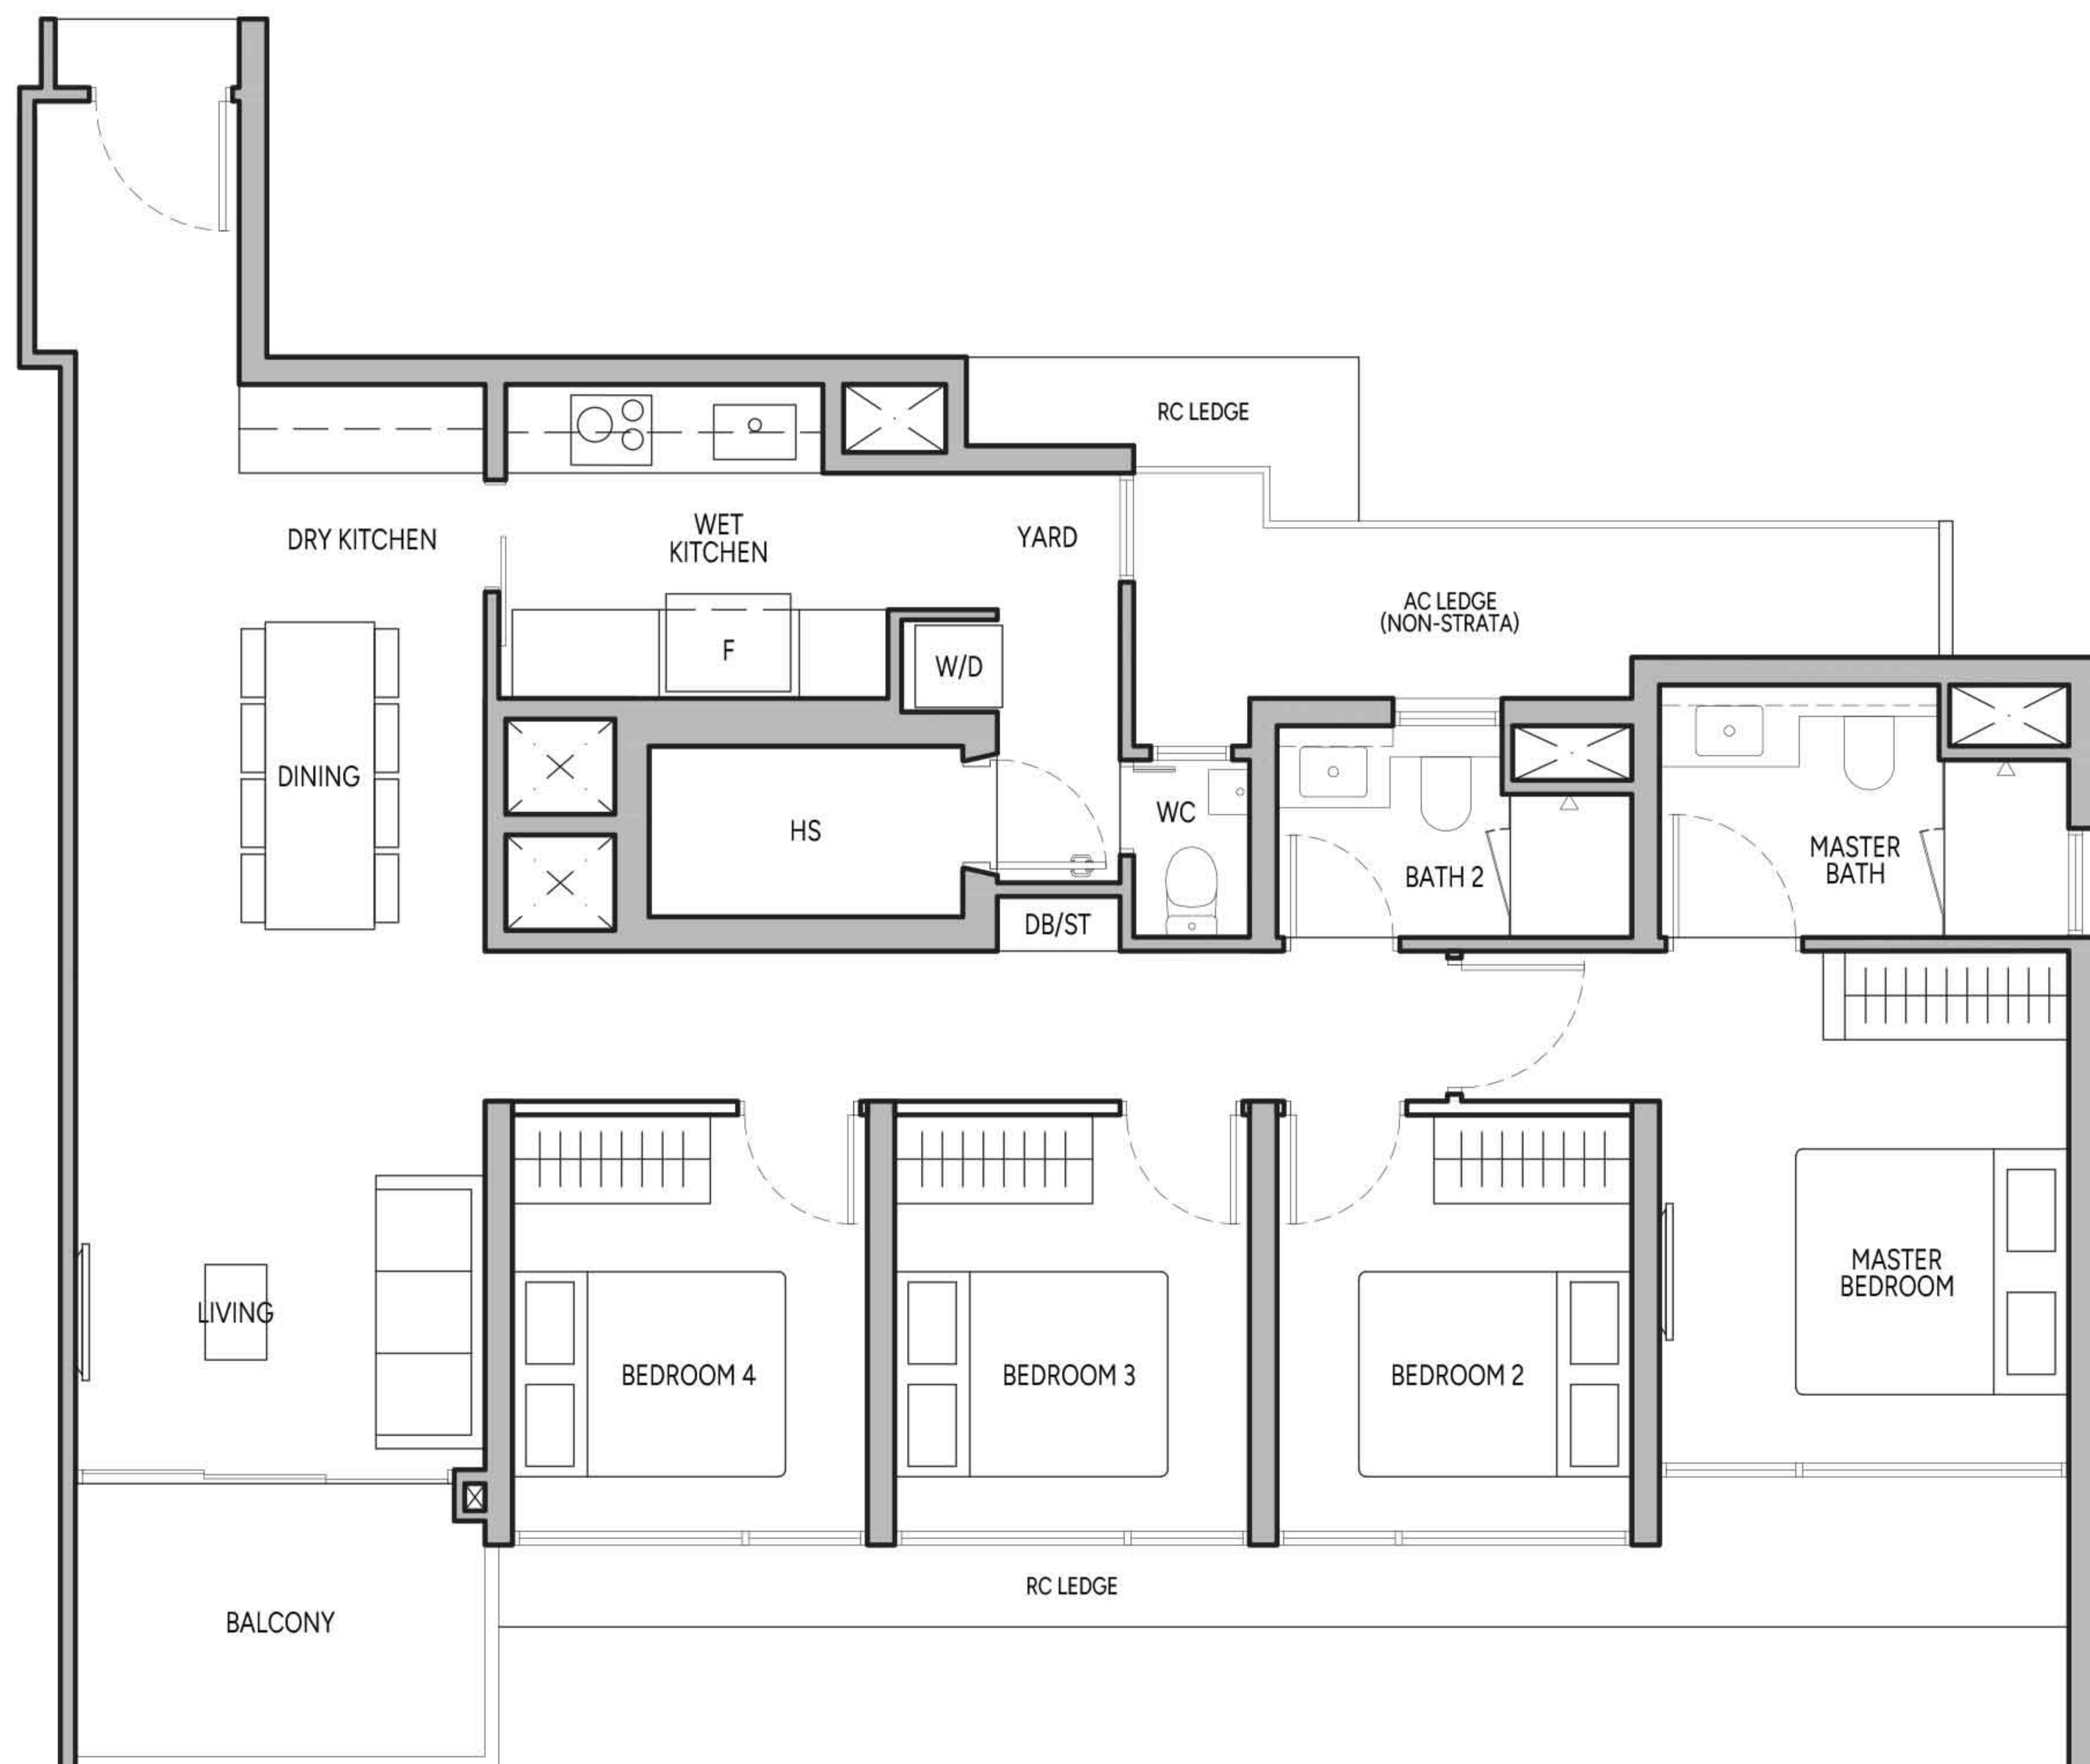 RC LEDGE
DRY KITCHEN
WET
KITCHEN
YARD
AC LEDGE
(NON-STRATA)
F
W/D
DINING
HS
WC
BATH 2
MASTER
BATH
DB/ST
LIVING
BEDROOM 4
BEDROOM 3
BEDROOM 2
MASTER
BEDROOM
RC LEDGE
BALCONY